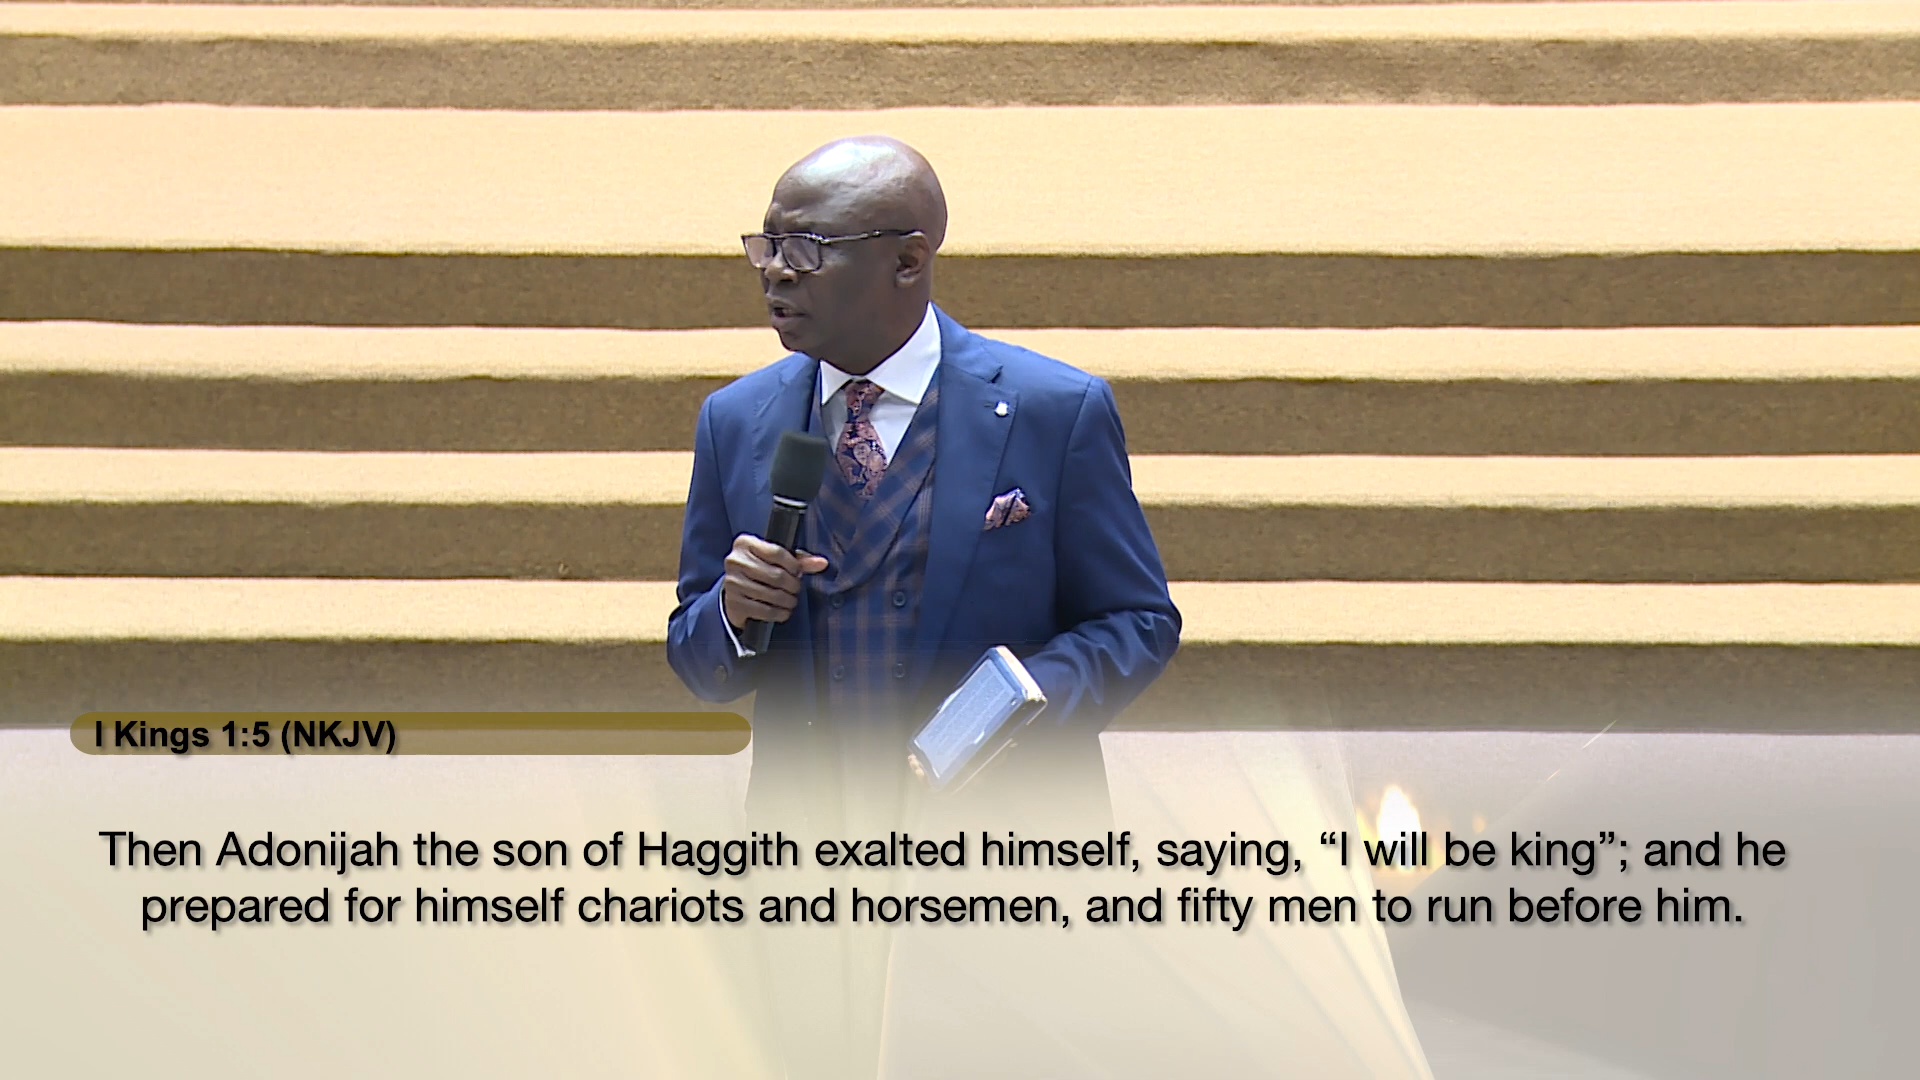 I Kings 1:5 (NKJV)
Then Adonijah the son of Haggith exalted himself, saying, “I will be king”; and he
prepared for himself chariots and horsemen, and fifty men to run before him.